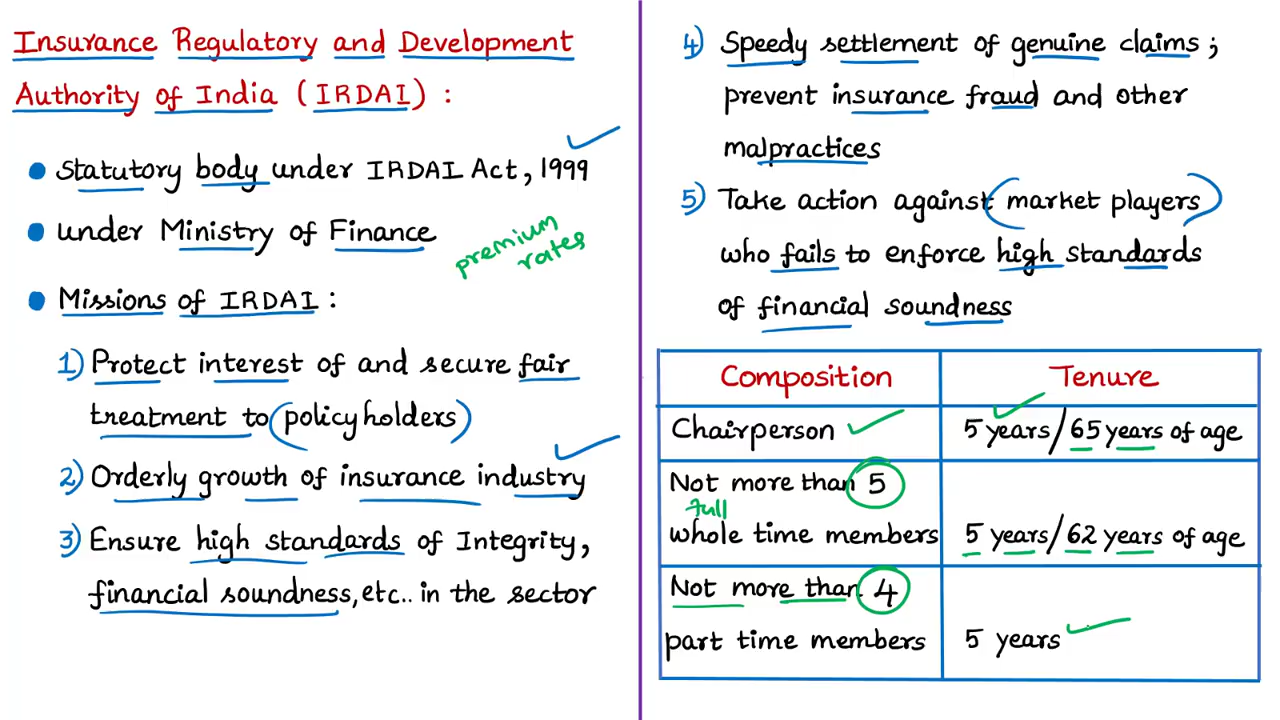 Insurance Regulatory and Development
Authority of India (IRDAI) :
• Statutory body under IRDAI Act, 1999
• under Ministry of Finance
premium
rates
• Missions of IRDAI :
1) Protect interest of and secure fair
treatment to (policyholders)
2) Orderly growth of insurance industry
3) Ensure high standards of Integrity,
financial soundness, etc.. in the sector
4) Speedy settlement of genuine claims ;
prevent insurance fraud and other
malpractices
5) Take action against (market players)
who fails to enforce high standards
of financial soundness
Composition Tenure
Chairperson 5 years/65 years of age
Not more than 5
full
whole time members 5 years/62 years of age
Not more than 4
part time members 5 years